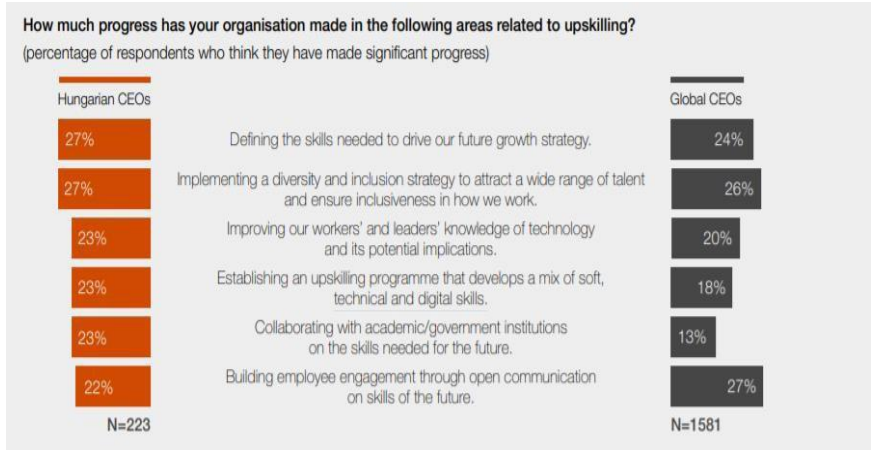 How much progress has your organisation made in the following areas related to upskilling?
(percentage of respondents who think they have made significant progress)
Hungarian CEOs
Global CEOs
27%
Defining the skills needed to drive our future growth strategy.
24%
27%
Implementing a diversity and inclusion strategy to attract a wide range of talent
and ensure inclusiveness in how we work.
26%
23%
Improving our workers’ and leaders’ knowledge of technology
and its potential implications.
20%
23%
Establishing an upskilling programme that develops a mix of soft,
technical and digital skills.
18%
23%
Collaborating with academic/government institutions
on the skills needed for the future.
13%
22%
Building employee engagement through open communication
on skills of the future.
27%
N=223
N=1581